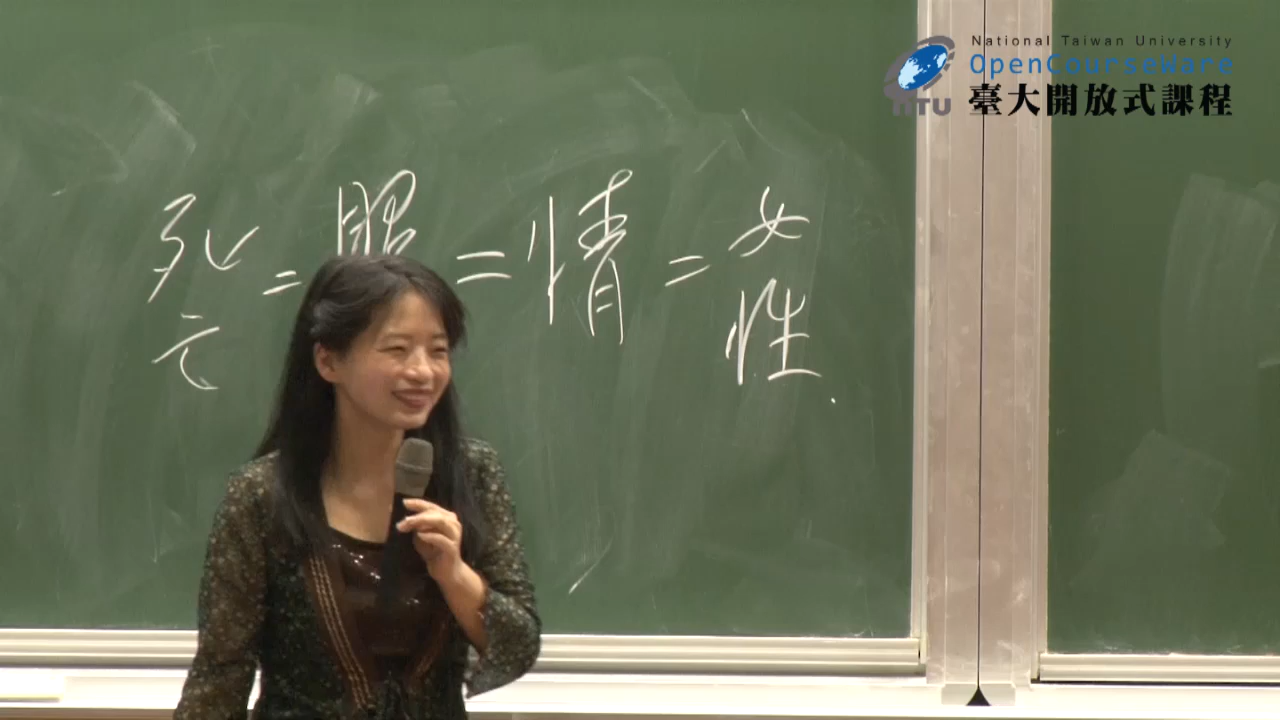 National Taiwan University
OpenCourseWare
NTU 臺大開放式課程
死亡 = = 情 = 女性